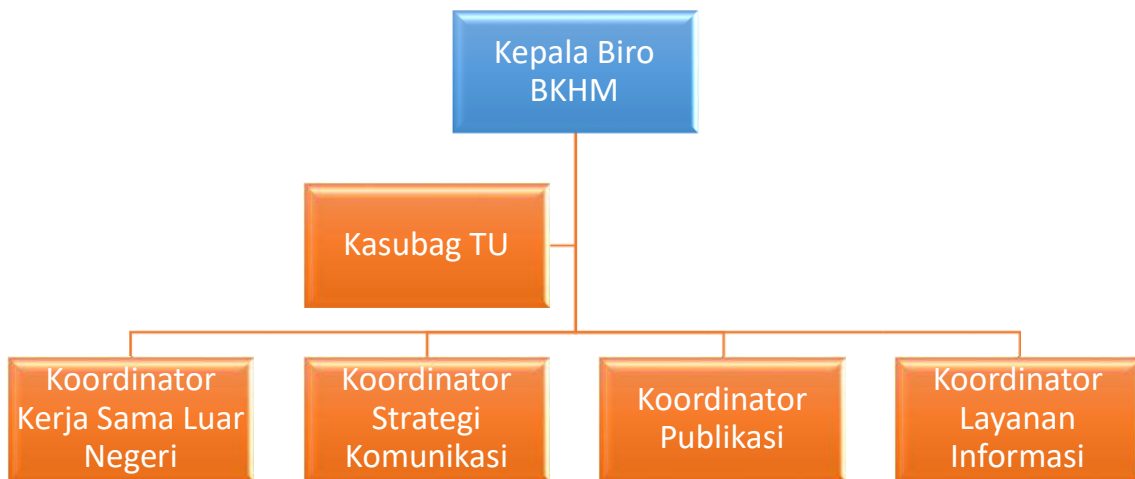 Kepala Biro
BKHM
Kasubag TU
Koordinator
Kerja Sama Luar
Negeri
Koordinator
Strategi
Komunikasi
Koordinator
Publikasi
Koordinator
Layanan
Informasi